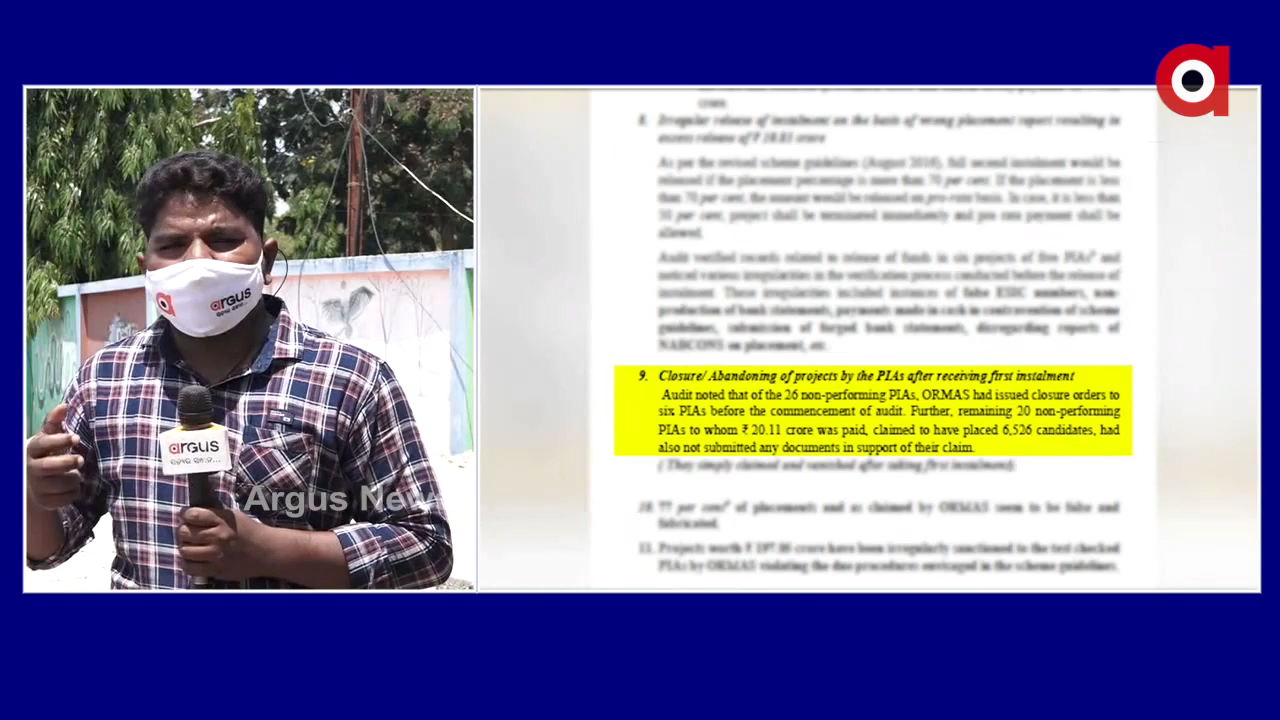 crore.
8. Irregular release of instalment on the basis of wrong placement report resulting in
excess release of ₹ 18.83 crore
As per the revised scheme guidelines (August 2016), full second instalment would be
released if the placement percentage is more than 70 per cent. If the placement is less
than 70 per cent, the amount would be released on pro-rata basis. In case, it is less than
50 per cent, project shall be terminated immediately and pro rata payment shall be
allowed.
Audit verified records related to release of funds in six projects of five PIAs and
noticed various irregularities in the verification process conducted before the release of
instalment. These irregularities included instances of fake ESIC numbers, non-
production of bank statements, payments made in cash in contravention of scheme
guidelines, submission of forged bank statements, disregarding reports of
NABCONS on placement, etc.
9. Closure/ Abandoning of projects by the PIAs after receiving first instalment
Audit noted that of the 26 non-performing PIAs, ORMAS had issued closure orders to
six PIAs before the commencement of audit. Further, remaining 20 non-performing
PIAs to whom ₹ 20.11 crore was paid, claimed to have placed 6,526 candidates, had
also not submitted any documents in support of their claim.
( They simply claimed and vanished after taking first instalment).
10. 77 per cent of placements and as claimed by ORMAS seem to be fake and
fabricated.
11. Projects worth ₹ 197.86 crore have been irregularly sanctioned to the test checked
PIAs by ORMAS violating the due procedures envisaged in the scheme guidelines.
a
argus
argus
Argus New